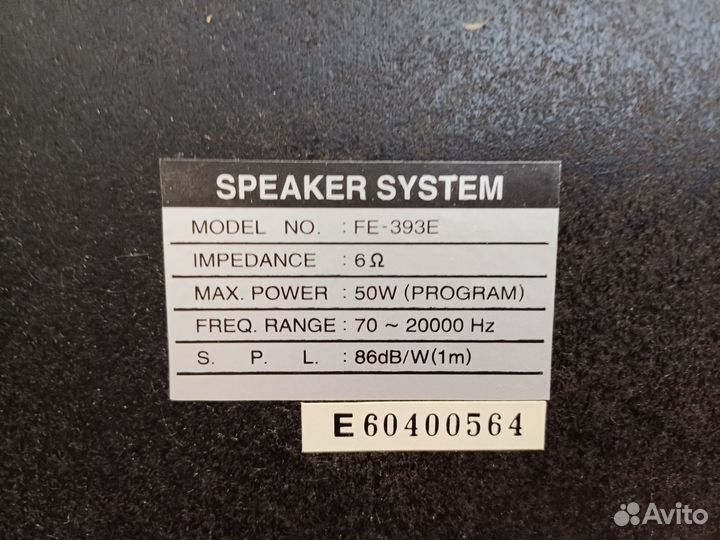 SPEAKER SYSTEM
MODEL NO. : FE-393E
IMPEDANCE : 6Ω
MAX. POWER : 50W (PROGRAM)
FREQ. RANGE : 70 ~ 20000 Hz
S. P. L. : 86dB/W(1m)
E60400564
Avito